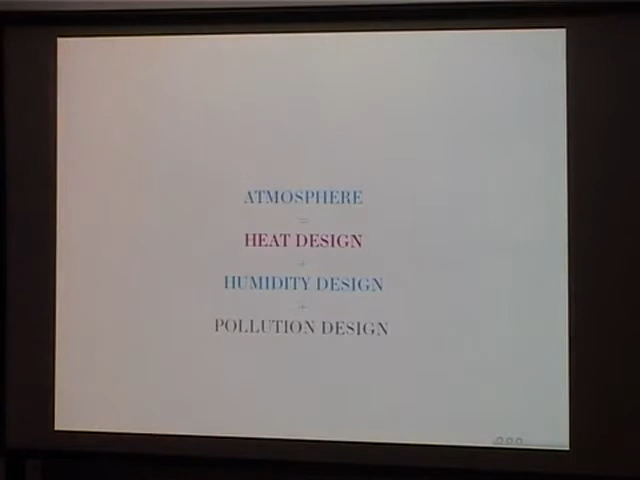 ATMOSPHERE
=
HEAT DESIGN
+
HUMIDITY DESIGN
+
POLLUTION DESIGN